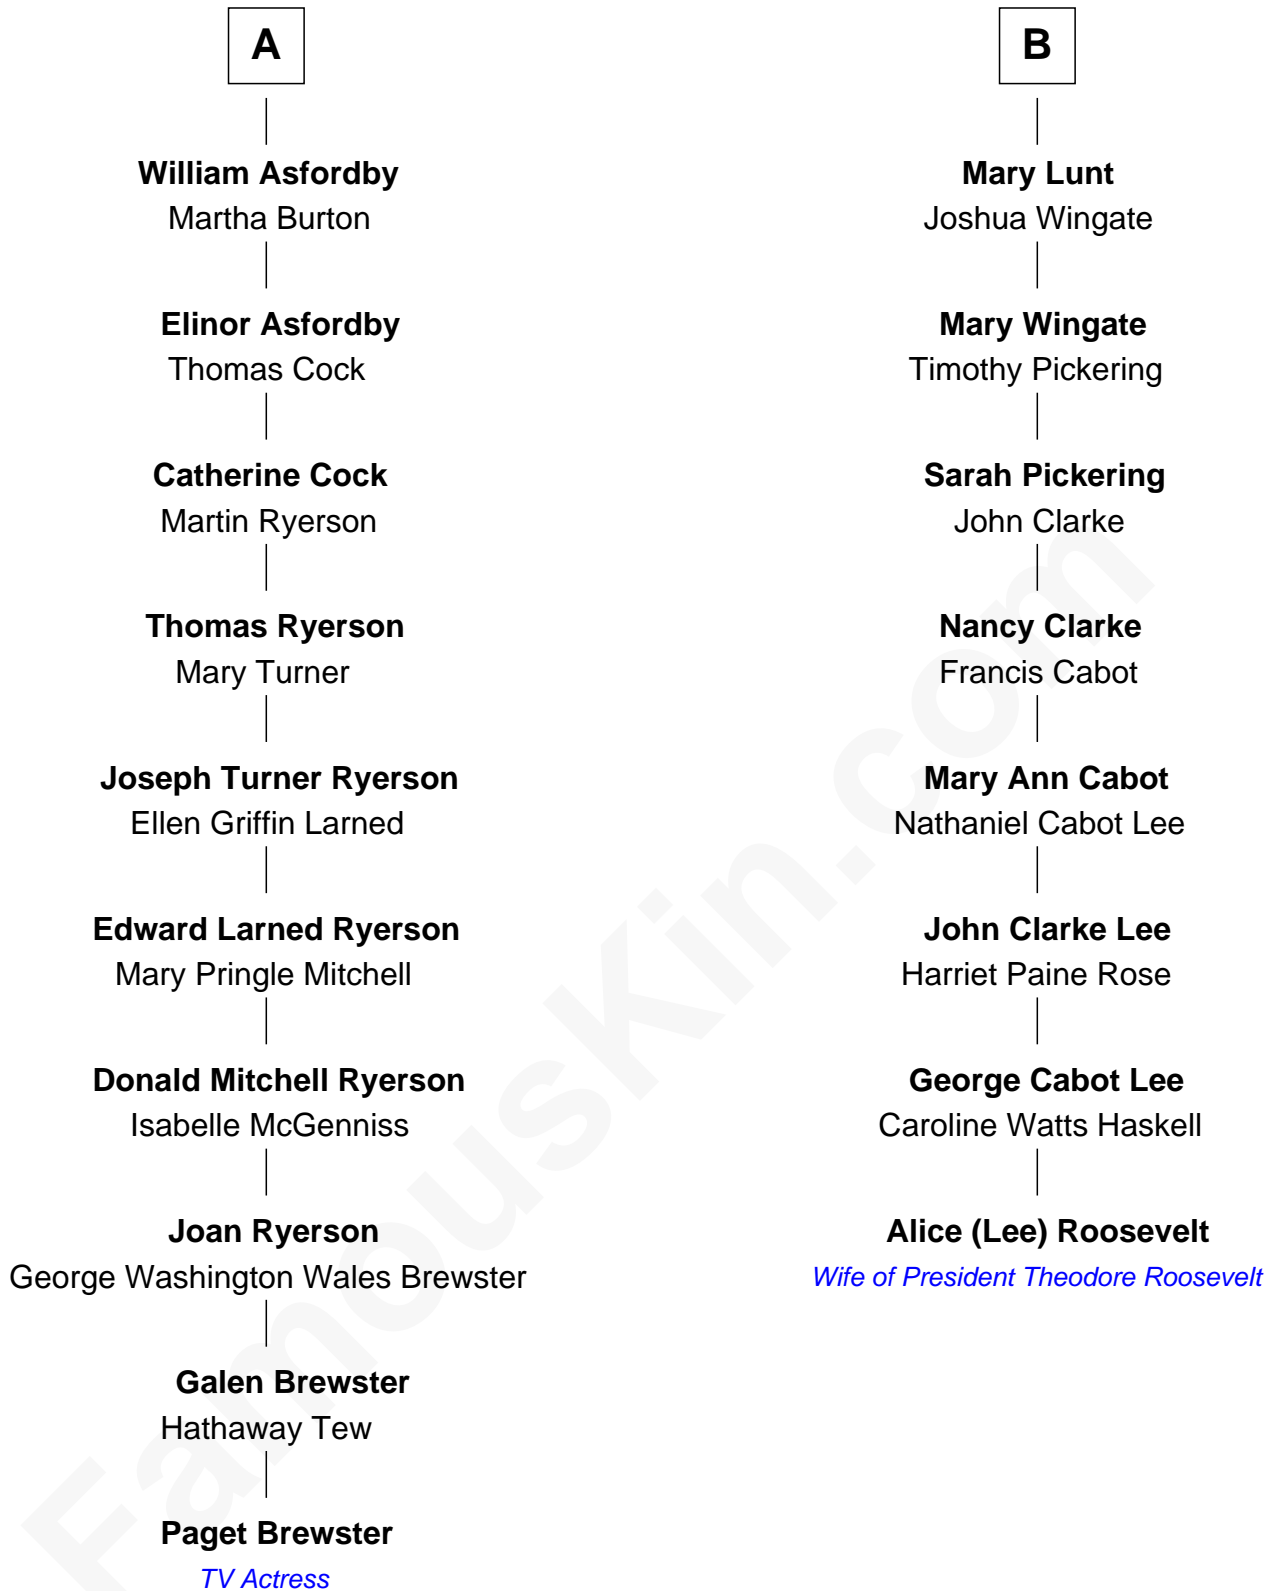 A
William Asfordby
Martha Burton
Elinor Asfordby
Thomas Cock
Catherine Cock
Martin Ryerson
Thomas Ryerson
Mary Turner
Joseph Turner Ryerson
Ellen Griffin Larned
Edward Larned Ryerson
Mary Pringle Mitchell
Donald Mitchell Ryerson
Isabelle McGenniss
Joan Ryerson
George Washington Wales Brewster
Galen Brewster
Hathaway Tew
Paget Brewster
TV Actress
B
Mary Lunt
Joshua Wingate
Mary Wingate
Timothy Pickering
Sarah Pickering
John Clarke
Nancy Clarke
Francis Cabot
Mary Ann Cabot
Nathaniel Cabot Lee
John Clarke Lee
Harriet Paine Rose
George Cabot Lee
Caroline Watts Haskell
Alice (Lee) Roosevelt
Wife of President Theodore Roosevelt
FamousKin.com